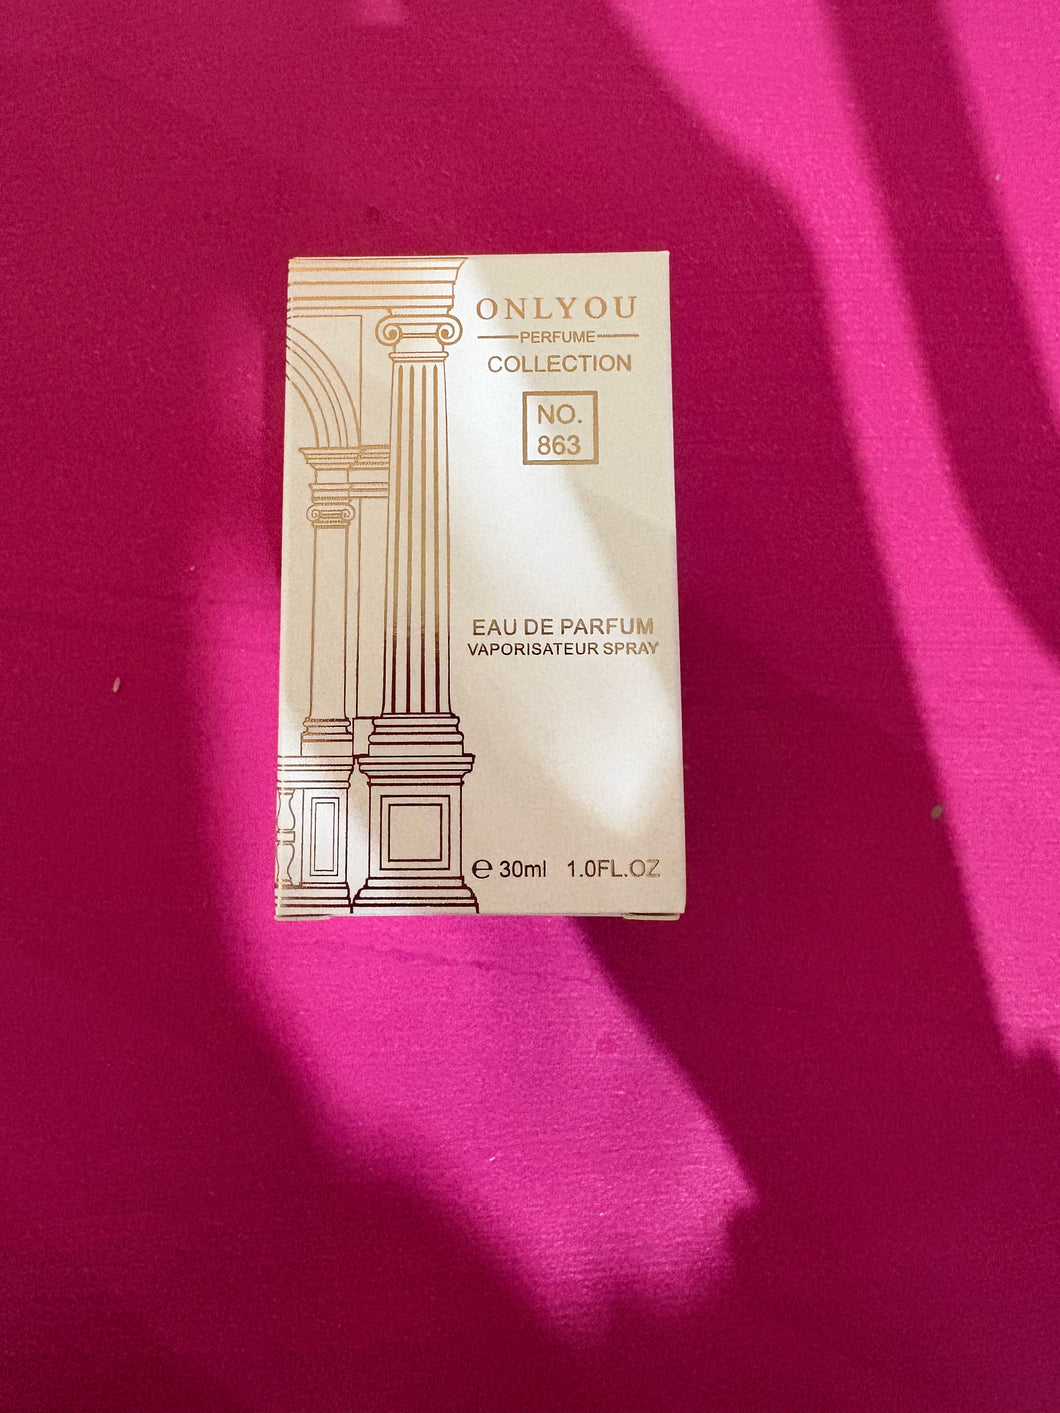 ONLYOU
PERFUME
COLLECTION
NO.
863
EAU DE PARFUM
VAPORISATEUR SPRAY
℮ 30ml 1.0FL.OZ